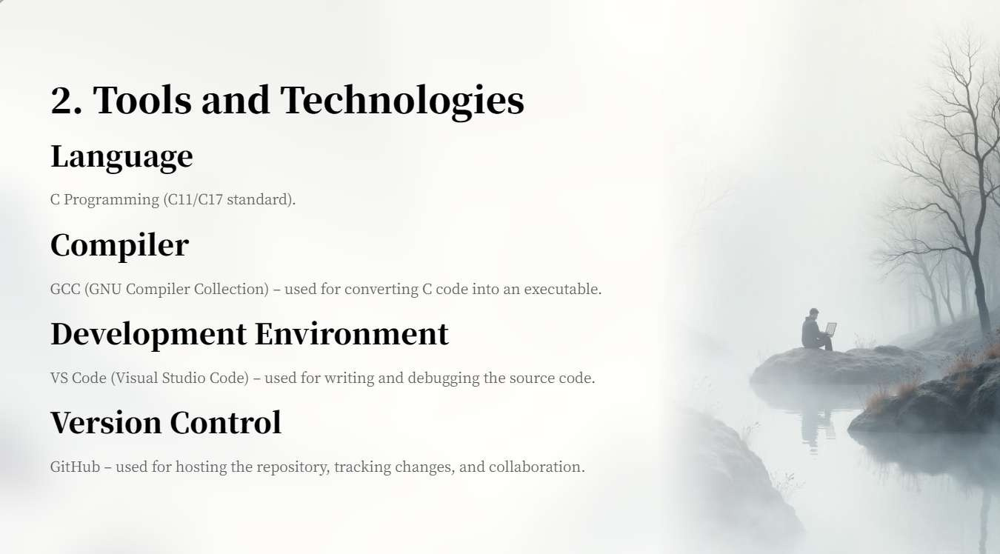 2. Tools and Technologies
Language
C Programming (C11/C17 standard).
Compiler
GCC (GNU Compiler Collection) – used for converting C code into an executable.
Development Environment
VS Code (Visual Studio Code) – used for writing and debugging the source code.
Version Control
GitHub – used for hosting the repository, tracking changes, and collaboration.